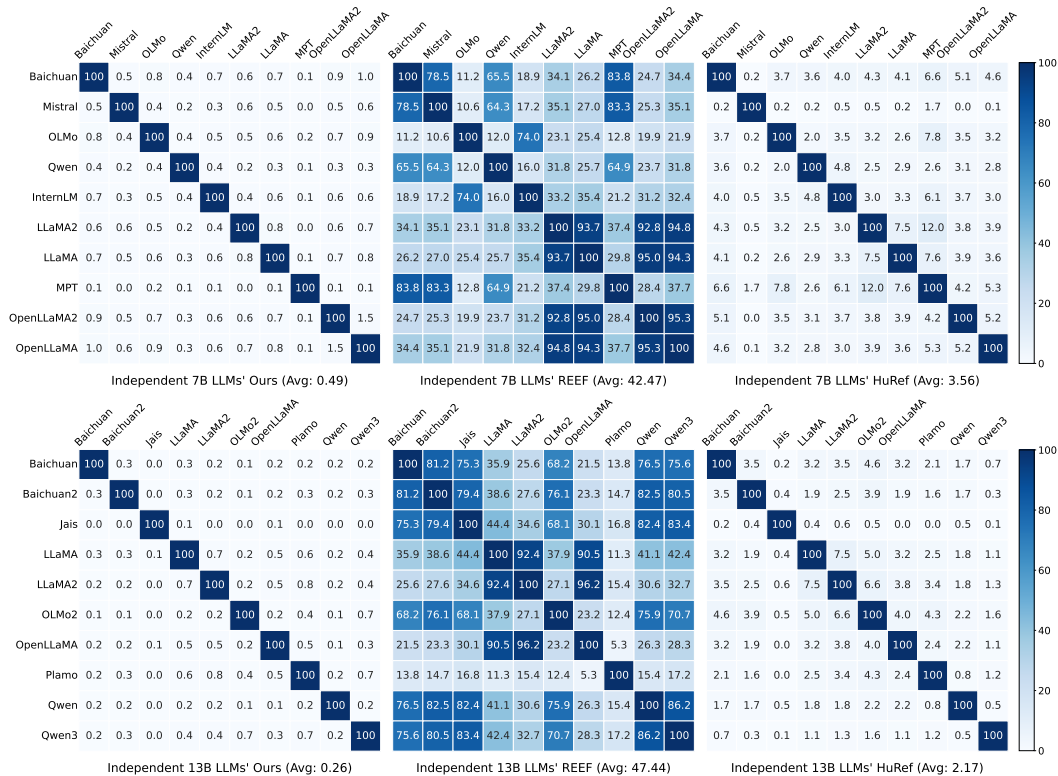 Baichuan Mistral OLMo Qwen InternLM LLaMA2 LLaMA MPT OpenLLaMA2 OpenLLaMA Baichuan Mistral OLMo Qwen InternLM LLaMA2 LLaMA MPT OpenLLaMA2 OpenLLaMA Baichuan Mistral OLMo Qwen InternLM LLaMA2 LLaMA MPT OpenLLaMA2 OpenLLaMA
Baichuan 100 0.5 0.8 0.4 0.7 0.6 0.7 0.1 0.9 1.0 100 78.5 11.2 65.5 18.9 34.1 26.2 83.8 24.7 34.4 100 0.2 3.7 3.6 4.0 4.3 4.1 6.6 5.1 4.6 100
Mistral 0.5 100 0.4 0.2 0.3 0.6 0.5 0.0 0.5 0.6 78.5 100 10.6 64.3 17.2 35.1 27.0 83.3 25.3 35.1 0.2 100 0.2 0.2 0.5 0.5 0.2 1.7 0.0 0.1
80
OLMo 0.8 0.4 100 0.4 0.5 0.5 0.6 0.2 0.7 0.9 11.2 10.6 100 12.0 74.0 23.1 25.4 12.8 19.9 21.9 3.7 0.2 100 2.0 3.5 3.2 2.6 7.8 3.5 3.2
Qwen 0.4 0.2 0.4 100 0.4 0.4 0.3 0.1 0.3 0.3 65.5 64.3 12.0 100 16.0 31.8 25.7 64.9 23.7 31.8 3.6 0.2 2.0 100 4.8 2.5 2.9 2.6 3.1 2.8
60
InternLM 0.7 0.3 0.5 0.4 100 0.4 0.6 0.1 0.6 0.6 18.9 17.2 74.0 16.0 100 33.2 35.4 21.2 31.2 32.4 4.0 0.5 3.5 4.8 100 3.0 3.3 6.1 3.7 3.0
LLaMA2 0.6 0.6 0.5 0.4 0.4 100 0.8 0.0 0.6 0.7 34.1 35.1 23.1 31.8 33.2 100 93.7 37.4 92.8 94.8 4.3 0.5 3.2 2.5 3.0 100 7.5 12.0 3.8 3.9
40
LLaMA 0.7 0.5 0.6 0.3 0.6 0.8 100 0.1 0.7 0.8 26.2 27.0 25.4 25.7 35.4 93.7 100 29.8 95.0 94.3 4.1 0.2 2.6 2.9 3.3 7.5 100 7.6 3.9 3.6
MPT 0.1 0.0 0.2 0.1 0.1 0.0 0.1 100 0.1 0.1 83.8 83.3 12.8 64.9 21.2 37.4 29.8 100 28.4 37.7 6.6 1.7 7.8 2.6 6.1 12.0 7.6 100 4.2 5.3
20
OpenLLaMA2 0.9 0.5 0.7 0.3 0.6 0.6 0.7 0.1 100 1.5 24.7 25.3 19.9 23.7 31.2 92.8 95.0 28.4 100 95.3 5.1 0.0 3.5 3.1 3.7 3.8 3.9 4.2 100 5.2
OpenLLaMA 1.0 0.6 0.9 0.3 0.6 0.7 0.8 0.1 1.5 100 34.4 35.1 21.9 31.8 32.4 94.8 94.3 37.7 95.3 100 4.6 0.1 3.2 2.8 3.0 3.9 3.6 5.3 5.2 100
0
Independent 7B LLMs' Ours (Avg: 0.49) Independent 7B LLMs' REEF (Avg: 42.47) Independent 7B LLMs' HuRef (Avg: 3.56)
Baichuan Baichuan2 Jais LLaMA LLaMA2 OLMo2 OpenLLaMA Plamo Qwen Qwen3 Baichuan Baichuan2 Jais LLaMA LLaMA2 OLMo2 OpenLLaMA Plamo Qwen Qwen3 Baichuan Baichuan2 Jais LLaMA LLaMA2 OLMo2 OpenLLaMA Plamo Qwen Qwen3
Baichuan 100 0.3 0.0 0.3 0.2 0.1 0.2 0.2 0.2 0.2 100 81.2 75.3 35.9 25.6 68.2 21.5 13.8 76.5 75.6 100 3.5 0.2 3.2 3.5 4.6 3.2 2.1 1.7 0.7 100
Baichuan2 0.3 100 0.0 0.3 0.2 0.1 0.2 0.3 0.2 0.3 81.2 100 79.4 38.6 27.6 76.1 23.3 14.7 82.5 80.5 3.5 100 0.4 1.9 2.5 3.9 1.9 1.6 1.7 0.3
80
Jais 0.0 0.0 100 0.1 0.0 0.0 0.1 0.0 0.0 0.0 75.3 79.4 100 44.4 34.6 68.1 30.1 16.8 82.4 83.4 0.2 0.4 100 0.4 0.6 0.5 0.0 0.0 0.5 0.1
LLaMA 0.3 0.3 0.1 100 0.7 0.2 0.5 0.6 0.2 0.4 35.9 38.6 44.4 100 92.4 37.9 90.5 11.3 41.1 42.4 3.2 1.9 0.4 100 7.5 5.0 3.2 2.5 1.8 1.1
60
LLaMA2 0.2 0.2 0.0 0.7 100 0.2 0.5 0.8 0.2 0.4 25.6 27.6 34.6 92.4 100 27.1 96.2 15.4 30.6 32.7 3.5 2.5 0.6 7.5 100 6.6 3.8 3.4 1.8 1.3
OLMo2 0.1 0.1 0.0 0.2 0.2 100 0.2 0.4 0.1 0.7 68.2 76.1 68.1 37.9 27.1 100 23.2 12.4 75.9 70.7 4.6 3.9 0.5 5.0 6.6 100 4.0 4.3 2.2 1.6
40
OpenLLaMA 0.2 0.2 0.1 0.5 0.5 0.2 100 0.5 0.1 0.3 21.5 23.3 30.1 90.5 96.2 23.2 100 5.3 26.3 28.3 3.2 1.9 0.0 3.2 3.8 4.0 100 2.4 2.2 1.1
Plamo 0.2 0.3 0.0 0.6 0.8 0.4 0.5 100 0.2 0.7 13.8 14.7 16.8 11.3 15.4 12.4 5.3 100 15.4 17.2 2.1 1.6 0.0 2.5 3.4 4.3 2.4 100 0.8 1.2
20
Qwen 0.2 0.2 0.0 0.2 0.2 0.1 0.1 0.2 100 0.2 76.5 82.5 82.4 41.1 30.6 75.9 26.3 15.4 100 86.2 1.7 1.7 0.5 1.8 1.8 2.2 2.2 0.8 100 0.5
Qwen3 0.2 0.3 0.0 0.4 0.4 0.7 0.3 0.7 0.2 100 75.6 80.5 83.4 42.4 32.7 70.7 28.3 17.2 86.2 100 0.7 0.3 0.1 1.1 1.3 1.6 1.1 1.2 0.5 100
0
Independent 13B LLMs' Ours (Avg: 0.26) Independent 13B LLMs' REEF (Avg: 47.44) Independent 13B LLMs' HuRef (Avg: 2.17)